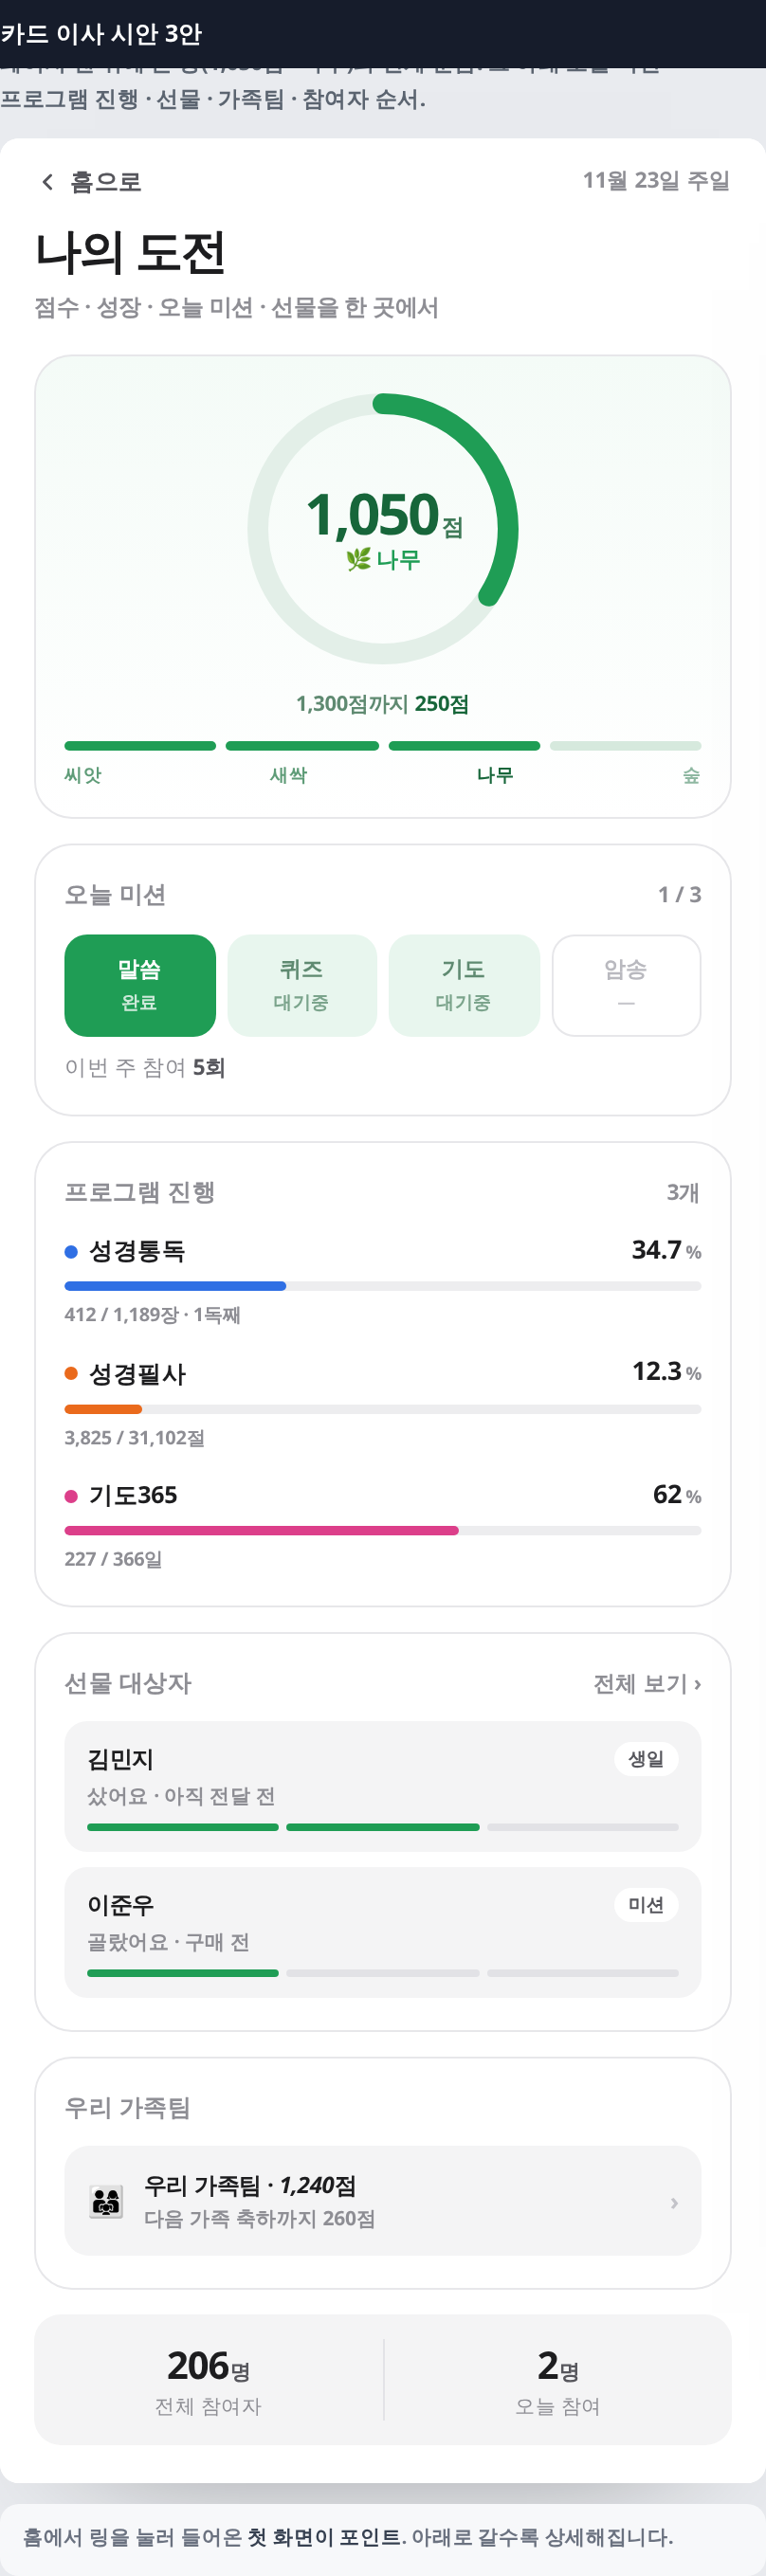 카드 이사 시안 3안
프로그램 진행 · 선물 · 가족팀 · 참여자 순서.
홈으로
11월 23일 주일
나의 도전
점수 · 성장 · 오늘 미션 · 선물을 한 곳에서
1,050점
나무
1,300점까지 250점
씨앗 새싹 나무 숲
오늘 미션
1 / 3
말씀 퀴즈 기도 암송
완료 대기중 대기중 —
이번 주 참여 5회
프로그램 진행
3개
성경통독
34.7 %
412 / 1,189장 · 1독째
성경필사
12.3 %
3,825 / 31,102절
기도365
62 %
227 / 366일
선물 대상자
전체 보기 ›
김민지
생일
샀어요 · 아직 전달 전
이준우
미션
골랐어요 · 구매 전
우리 가족팀
우리 가족팀 · 1,240점
다음 가족 축하까지 260점
206명
전체 참여자
2명
오늘 참여
홈에서 링을 눌러 들어온 첫 화면이 포인트. 아래로 갈수록 상세해집니다.